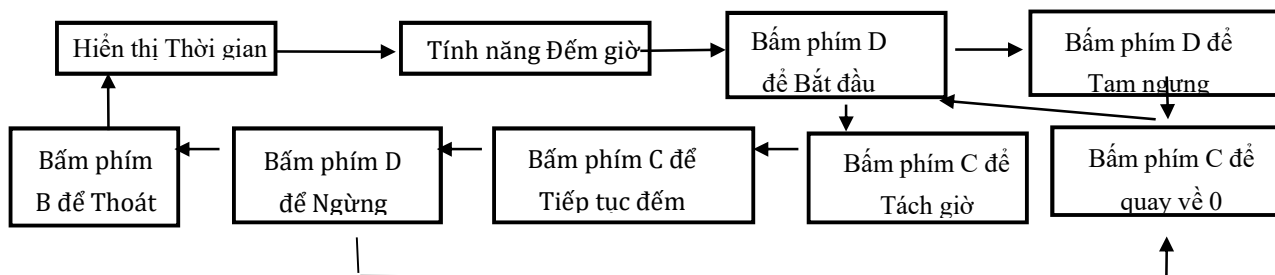 Hiển thị Thời gian
Tính năng Đếm giờ
Bấm phím D
để Bắt đầu
Bấm phím D để
Tạm ngưng
Bấm phím
B để Thoát
Bấm phím D
để Ngừng
Bấm phím C để
Tiếp tục đếm
Bấm phím C để
Tách giờ
Bấm phím C để
quay về 0